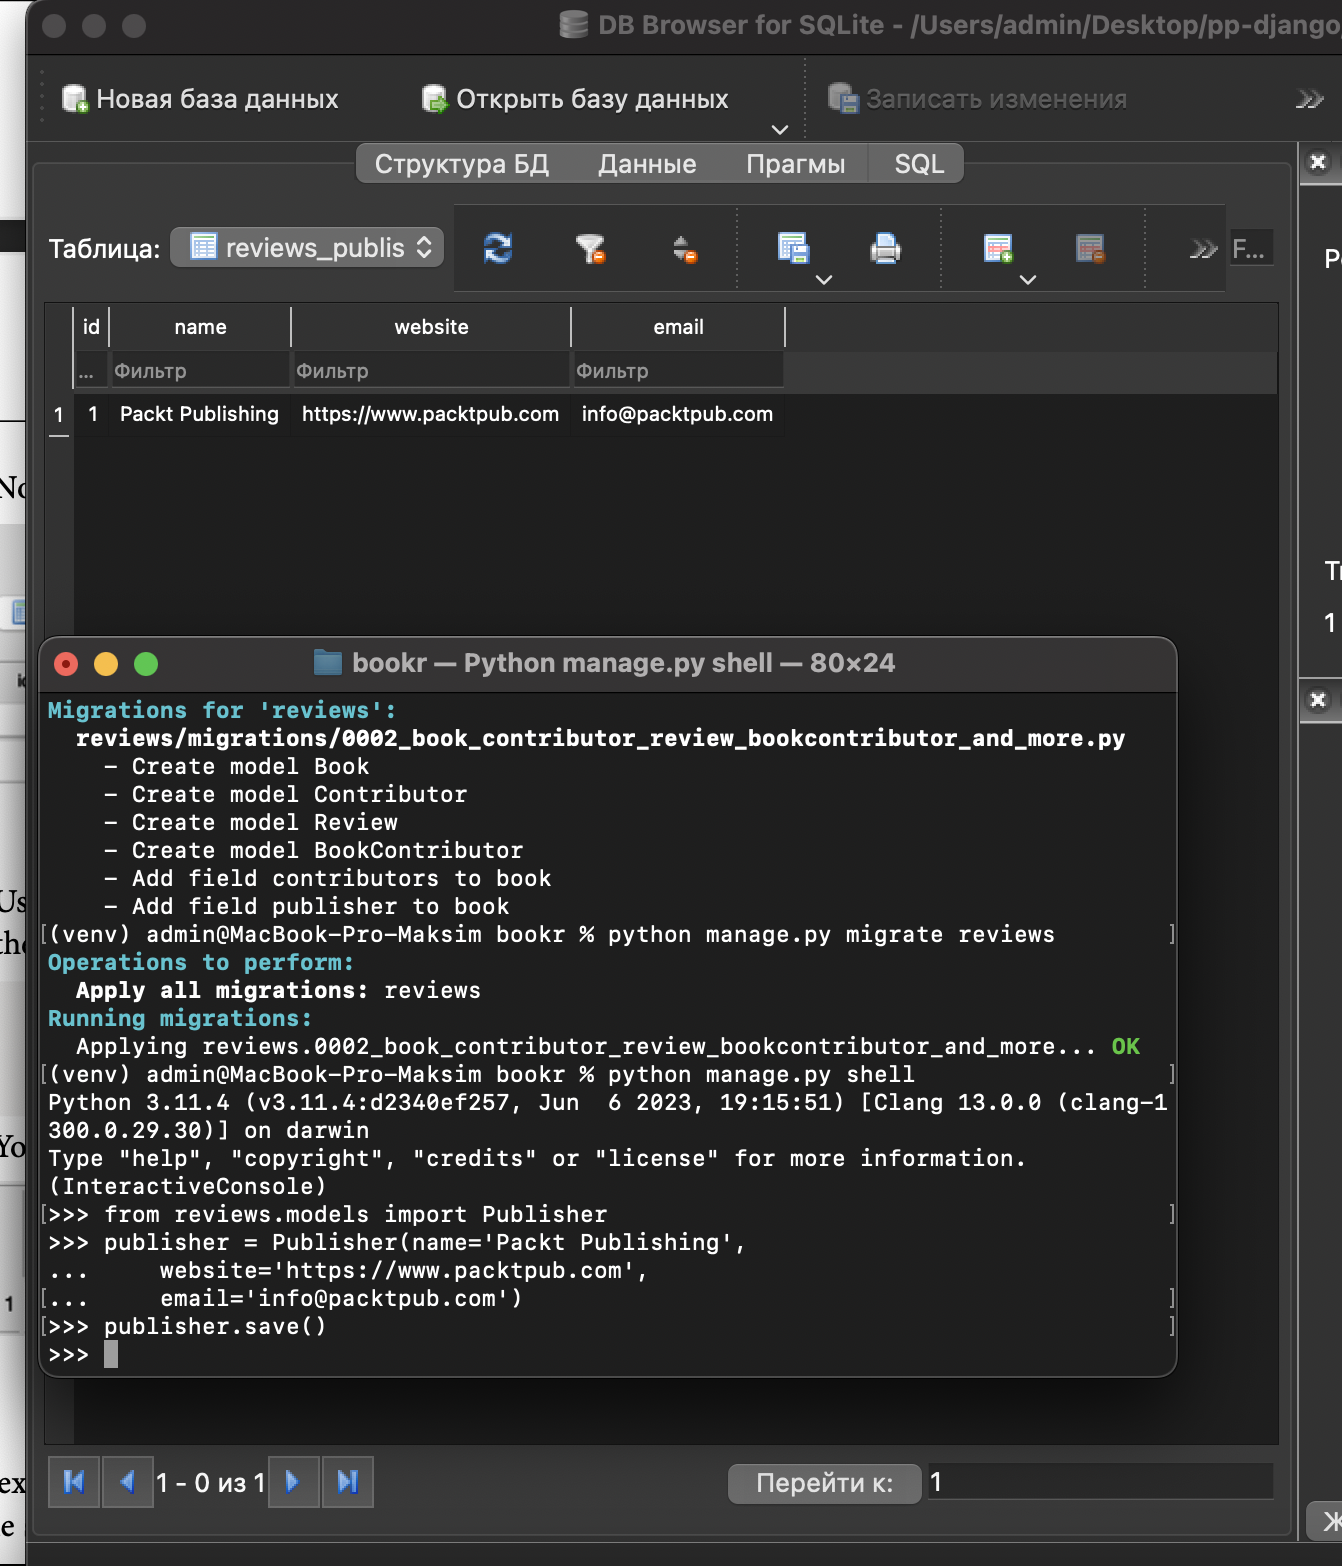 DB Browser for SQLite - /Users/admin/Desktop/pp-django/
Новая база данных
Открыть базу данных
Записать изменения
Структура БД
Данные
Прагмы
SQL
Таблица:
reviews_publis
F...
id name website email
... Фильтр Фильтр Фильтр
1 1 Packt Publishing https://www.packtpub.com info@packtpub.com
1
bookr — Python manage.py shell — 80×24
Migrations for 'reviews':
reviews/migrations/0002_book_contributor_review_bookcontributor_and_more.py
- Create model Book
- Create model Contributor
- Create model Review
- Create model BookContributor
- Add field contributors to book
- Add field publisher to book
[(venv) admin@MacBook-Pro-Maksim bookr % python manage.py migrate reviews ]
Operations to perform:
Apply all migrations: reviews
Running migrations:
Applying reviews.0002_book_contributor_review_bookcontributor_and_more... OK
[(venv) admin@MacBook-Pro-Maksim bookr % python manage.py shell ]
Python 3.11.4 (v3.11.4:d2340ef257, Jun  6 2023, 19:15:51) [Clang 13.0.0 (clang-1
300.0.29.30)] on darwin
Type "help", "copyright", "credits" or "license" for more information.
(InteractiveConsole)
[>>> from reviews.models import Publisher ]
>>> publisher = Publisher(name='Packt Publishing',
...     website='https://www.packtpub.com',
[...     email='info@packtpub.com') ]
[>>> publisher.save() ]
>>>
1
1 - 0 из 1
Перейти к:
1